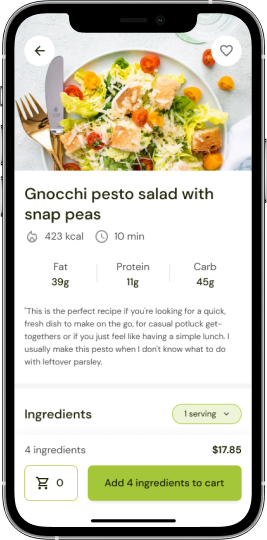 Gnocchi pesto salad with
snap peas
423 kcal 10 min
Fat Protein Carb
39g 11g 45g
"This is the perfect recipe if you're looking for a quick,
fresh dish to make on the go, for casual potluck get-
togethers or if you just feel like having a simple lunch. I
usually make this pesto when I don't know what to do
with leftover parsley.
Ingredients 1 serving
4 ingredients $17.85
0 Add 4 ingredients to cart